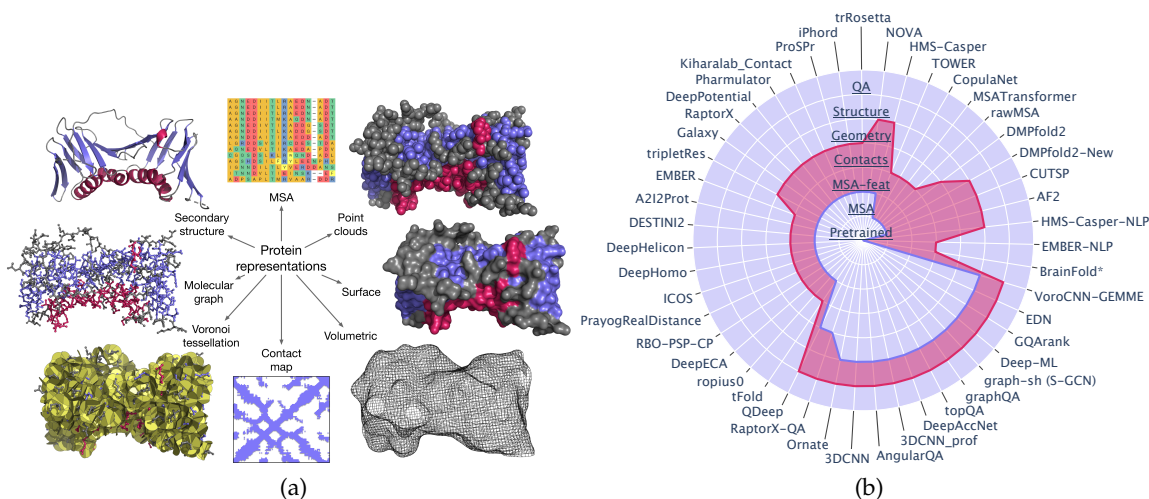 MSA
Point
clouds
Secondary
structure
Protein
representations
Molecular
graph
Surface
Voronoi
tessellation
Volumetric
Contact
map
(a)
trRosetta
NOVA
HMS-Casper
TOWER
CopulaNet
MSATransformer
rawMSA
DMPfold2
DMPfold2-New
CUTSP
AF2
HMS-Casper-NLP
EMBER-NLP
BrainFold*
VoroCNN-GEMME
EDN
GQArank
Deep-ML
graph-sh (S-GCN)
graphQA
topQA
DeepAccNet
3DCNN_prof
AngularQA
3DCNN
Ornate
RaptorX-QA
QDeep
tFold
ropius0
DeepECA
RBO-PSP-CP
PrayogRealDistance
ICOS
DeepHomo
DeepHelicon
DESTINI2
A2I2Prot
EMBER
tripletRes
Galaxy
RaptorX
DeepPotential
Pharmulator
Kiharalab_Contact
ProSPr
iPhord
QA
Structure
Geometry
Contacts
MSA-feat
MSA
Pretrained
(b)